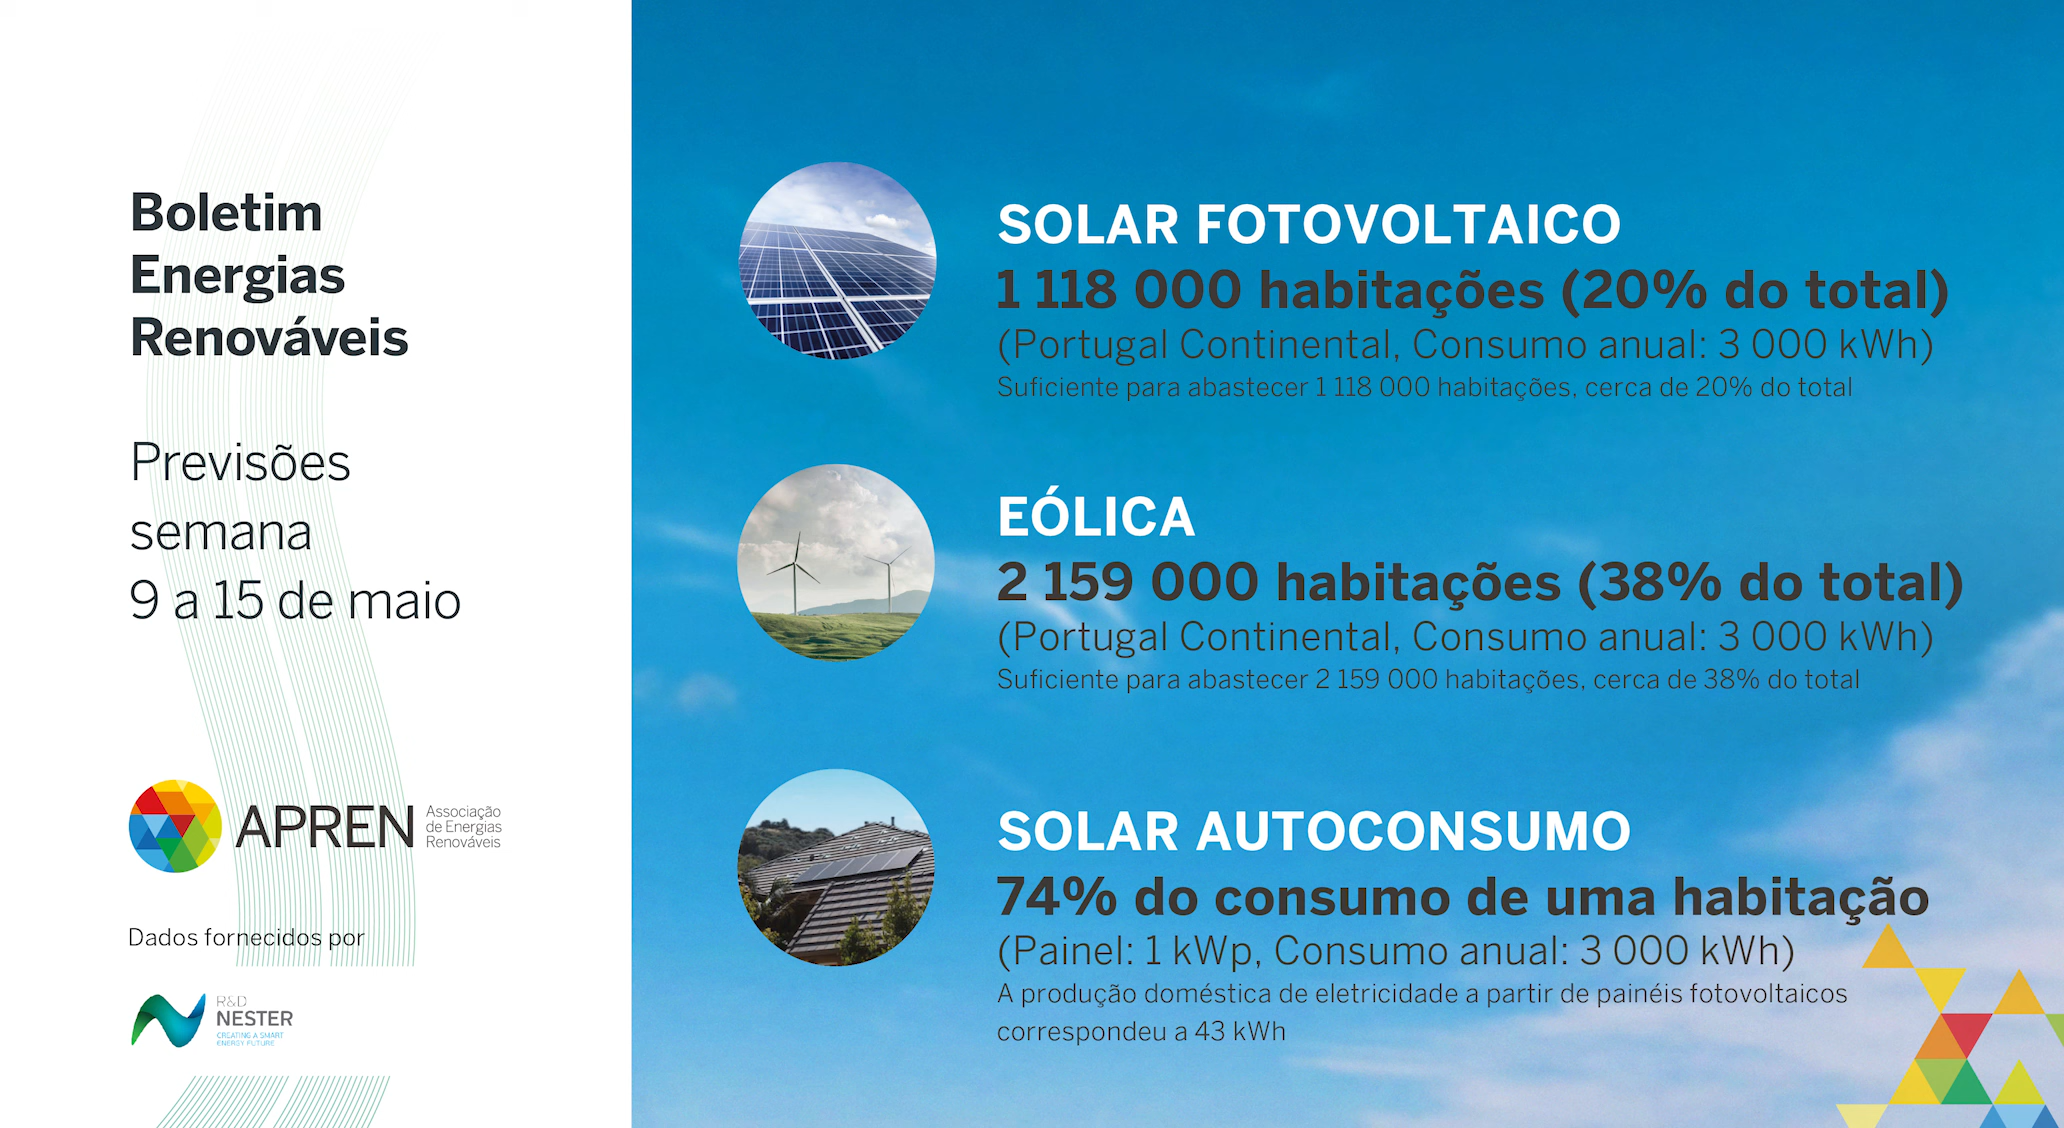 Boletim
Energias
Renováveis
Previsões
semana
9 a 15 de maio
APREN
Associação
de Energias
Renováveis
Dados fornecidos por
R&D
NESTER
CREATING A SMART
ENERGY FUTURE
SOLAR FOTOVOLTAICO
1 118 000 habitações (20% do total)
(Portugal Continental, Consumo anual: 3 000 kWh)
Suficiente para abastecer 1 118 000 habitações, cerca de 20% do total
EÓLICA
2 159 000 habitações (38% do total)
(Portugal Continental, Consumo anual: 3 000 kWh)
Suficiente para abastecer 2 159 000 habitações, cerca de 38% do total
SOLAR AUTOCONSUMO
74% do consumo de uma habitação
(Painel: 1 kWp, Consumo anual: 3 000 kWh)
A produção doméstica de eletricidade a partir de painéis fotovoltaicos
correspondeu a 43 kWh